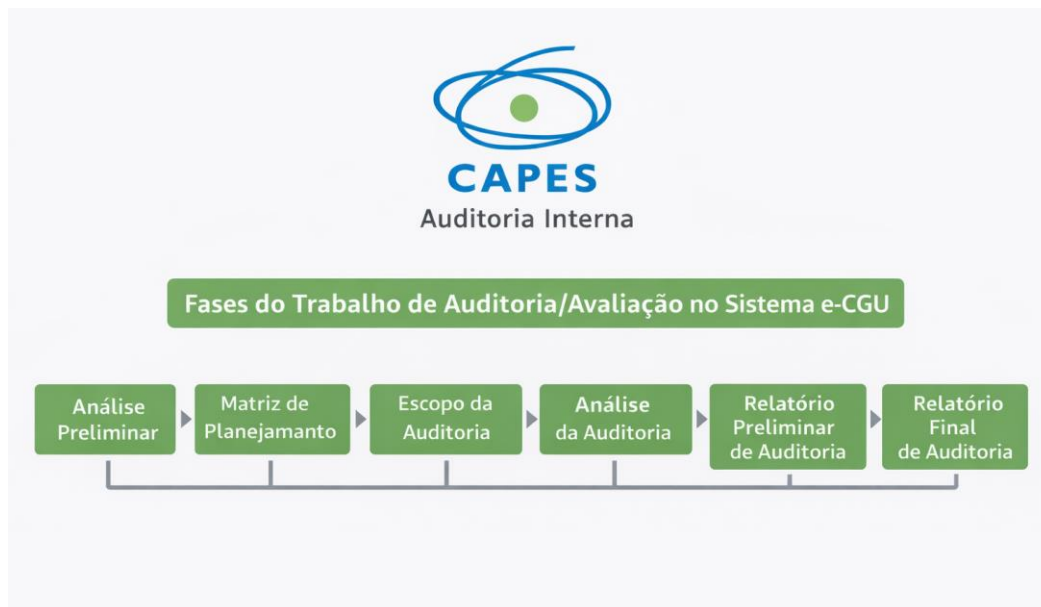 CAPES
Auditoria Interna
Fases do Trabalho de Auditoria/Avaliação no Sistema e-CGU
Análise
Preliminar
Matriz de
Planejamanto
Escopo da
Auditoria
Análise
da Auditoria
Relatório
Preliminar
de Auditoria
Relatório
Final
de Auditoria